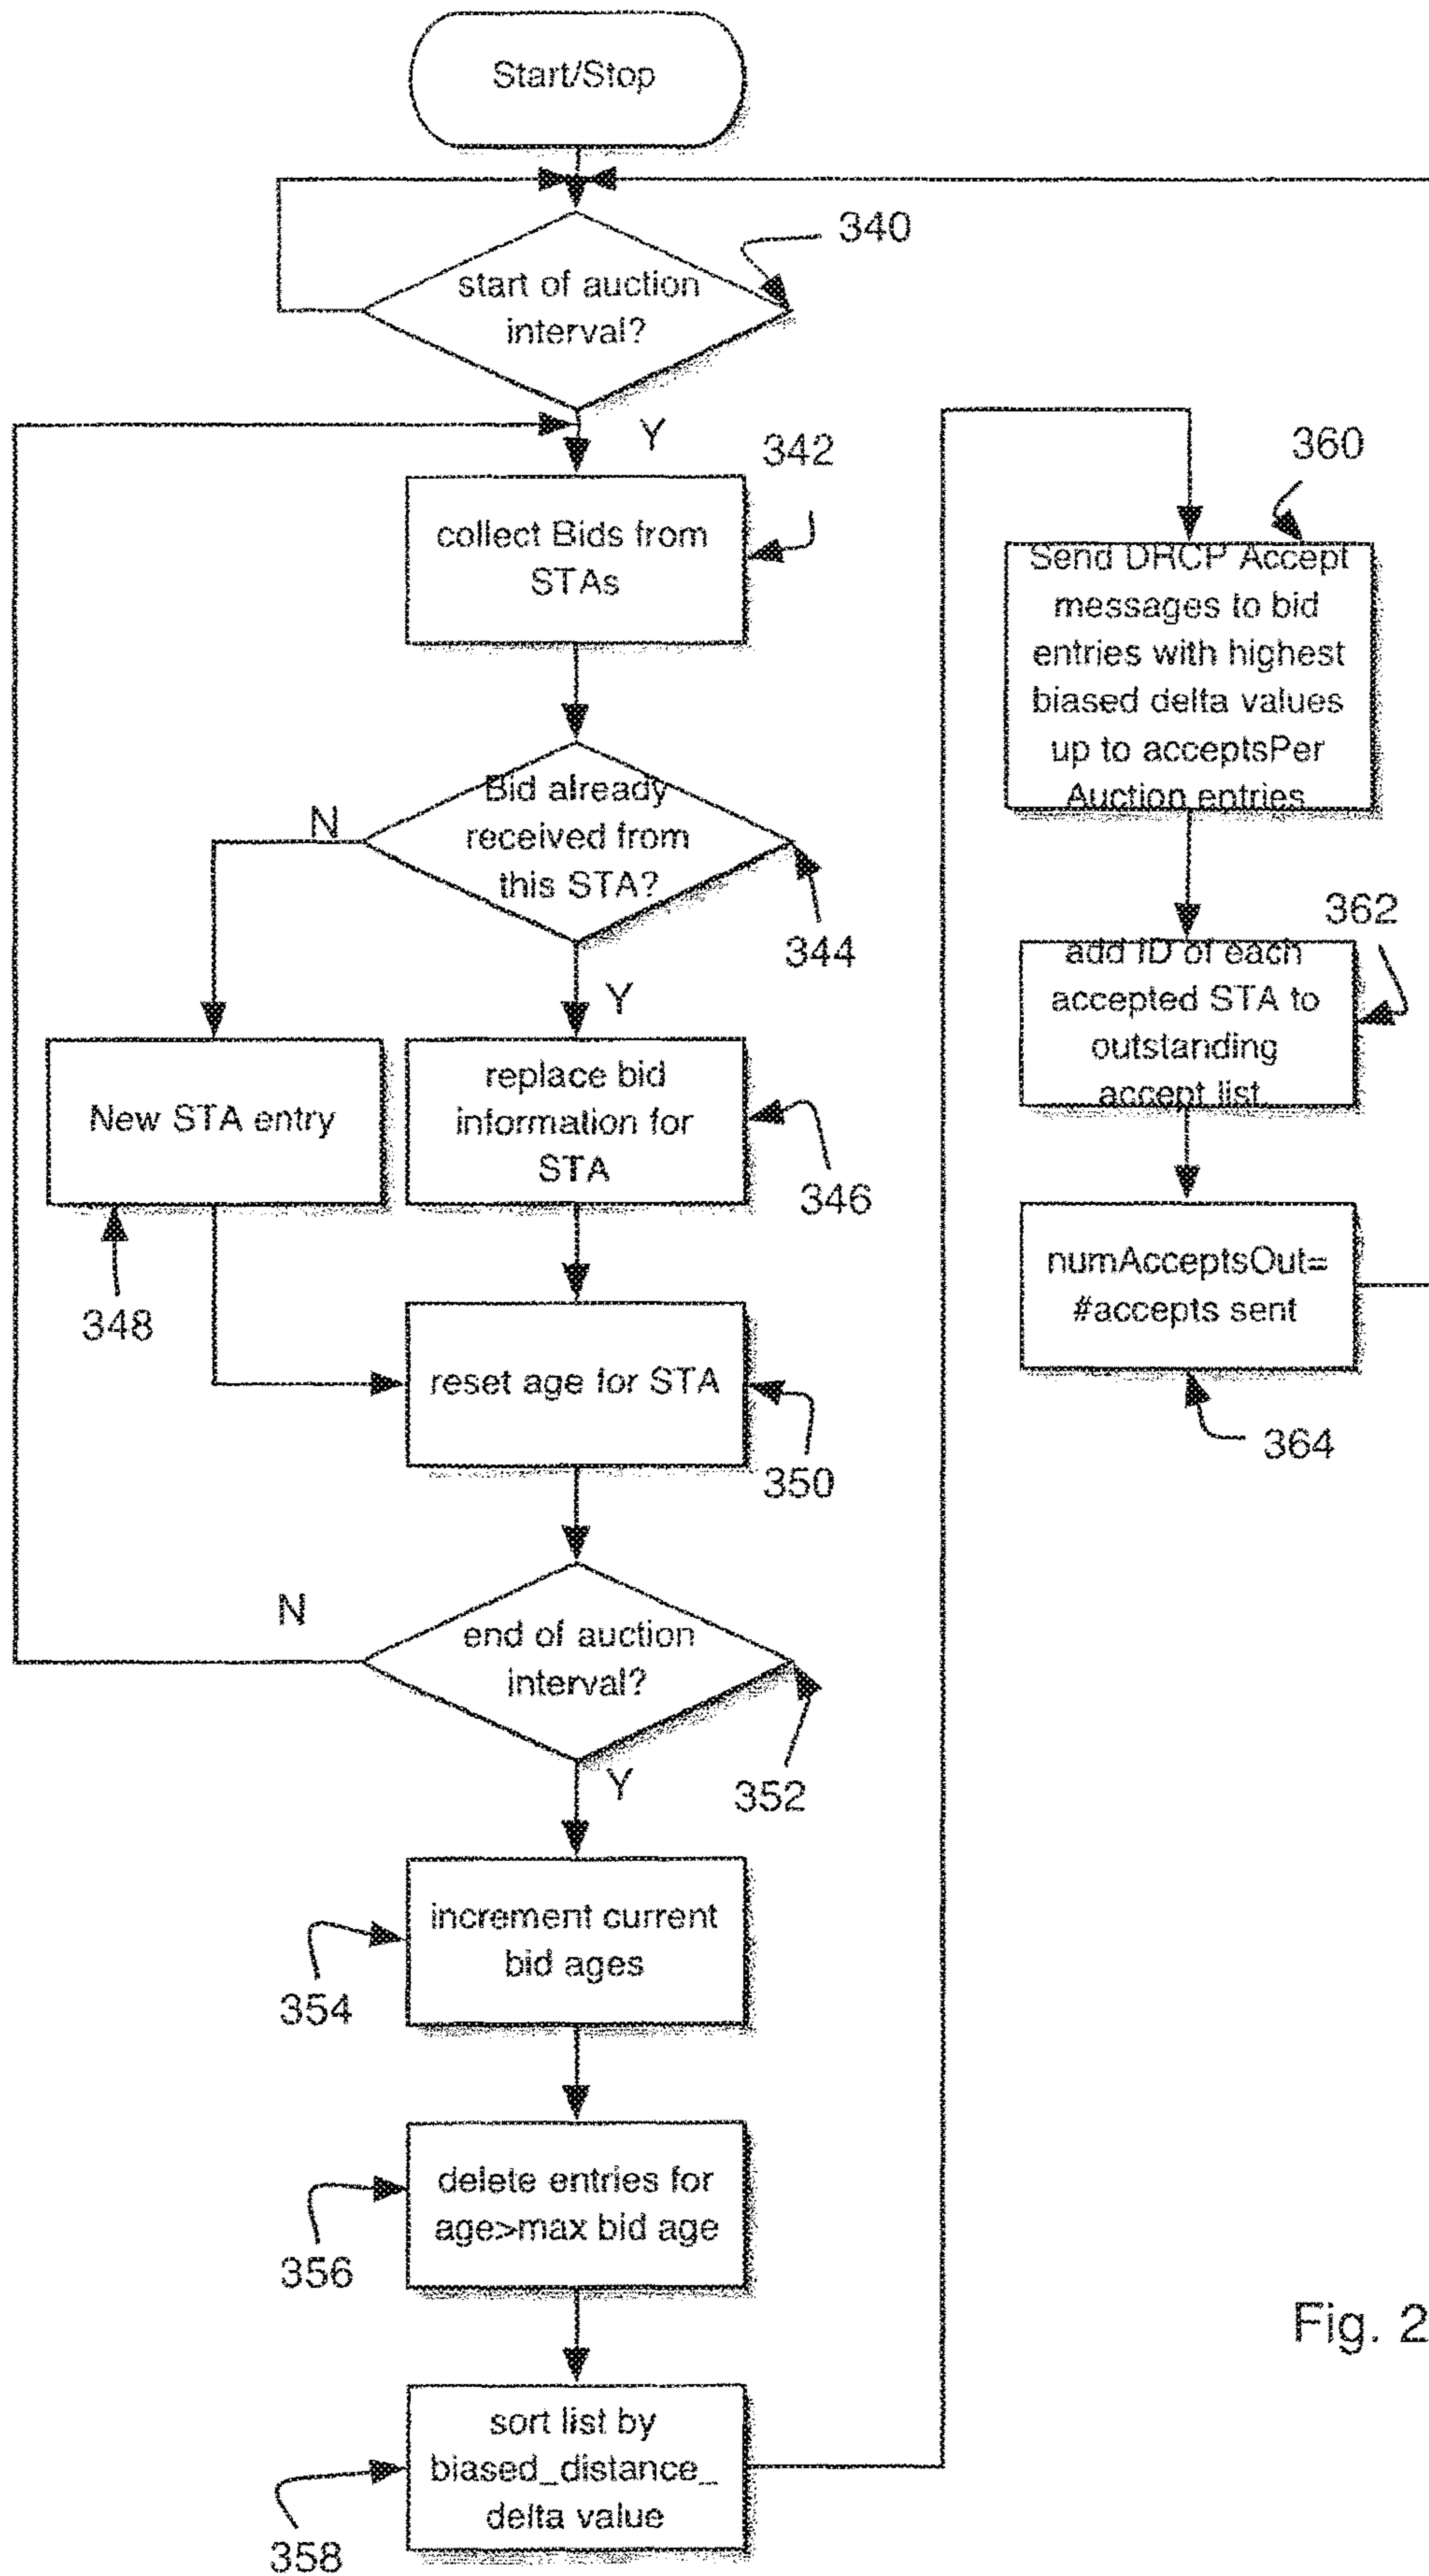 Start/Stop
340
start of auction
interval?
Y
342
collect Bids from
STAs
Bid already
received from
this STA?
N
344
Y
New STA entry
replace bid
information for
STA
346
348
reset age for STA
350
N
end of auction
interval?
352
Y
increment current
bid ages
354
delete entries for
age>max bid age
356
sort list by
biased_distance_
delta value
358
360
Send DRCP Accept
messages to bid
entries with highest
biased delta values
up to acceptsPer
Auction entries
362
add ID of each
accepted STA to
outstanding
accept list
numAcceptsOut=
#accepts sent
364
Fig. 2